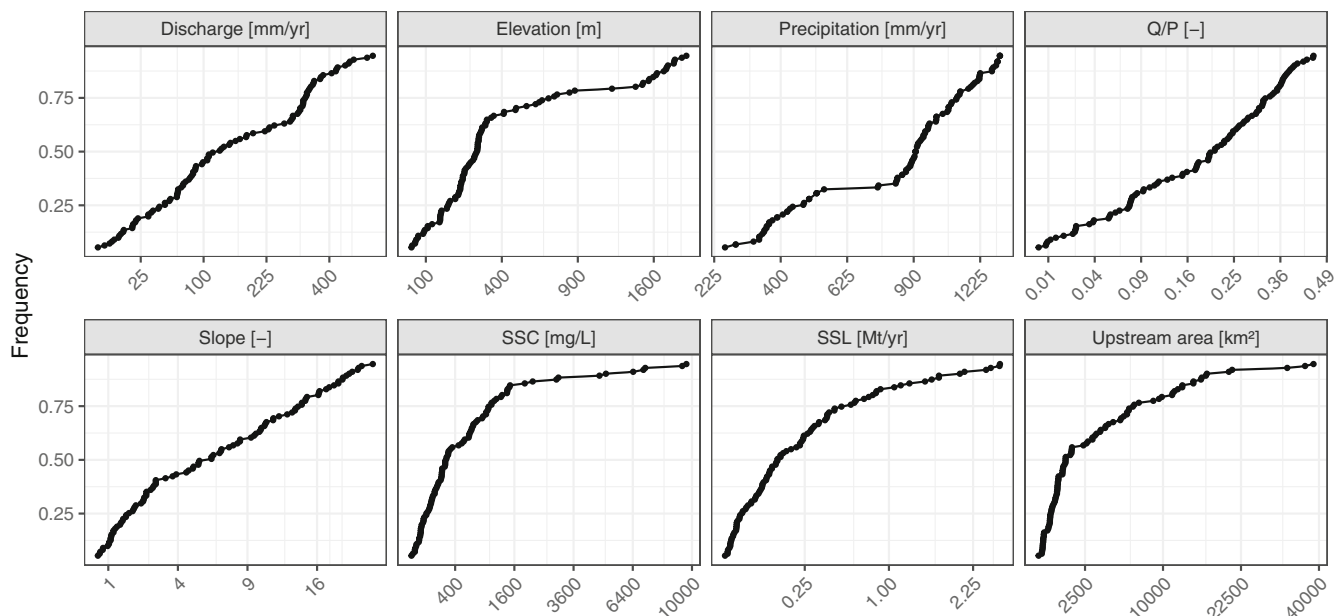 Discharge [mm/yr] Elevation [m] Precipitation [mm/yr] Q/P [−]
0.75
0.50
0.25
25 100 225 400 100 400 900 1600 225 400 625 900 1225 0.01 0.04 0.09 0.16 0.25 0.36 0.49
Frequency
Slope [−] SSC [mg/L] SSL [Mt/yr] Upstream area [km²]
0.75
0.50
0.25
1 4 9 16 400 1600 3600 6400 10000 0.25 1.00 2.25 2500 10000 22500 40000